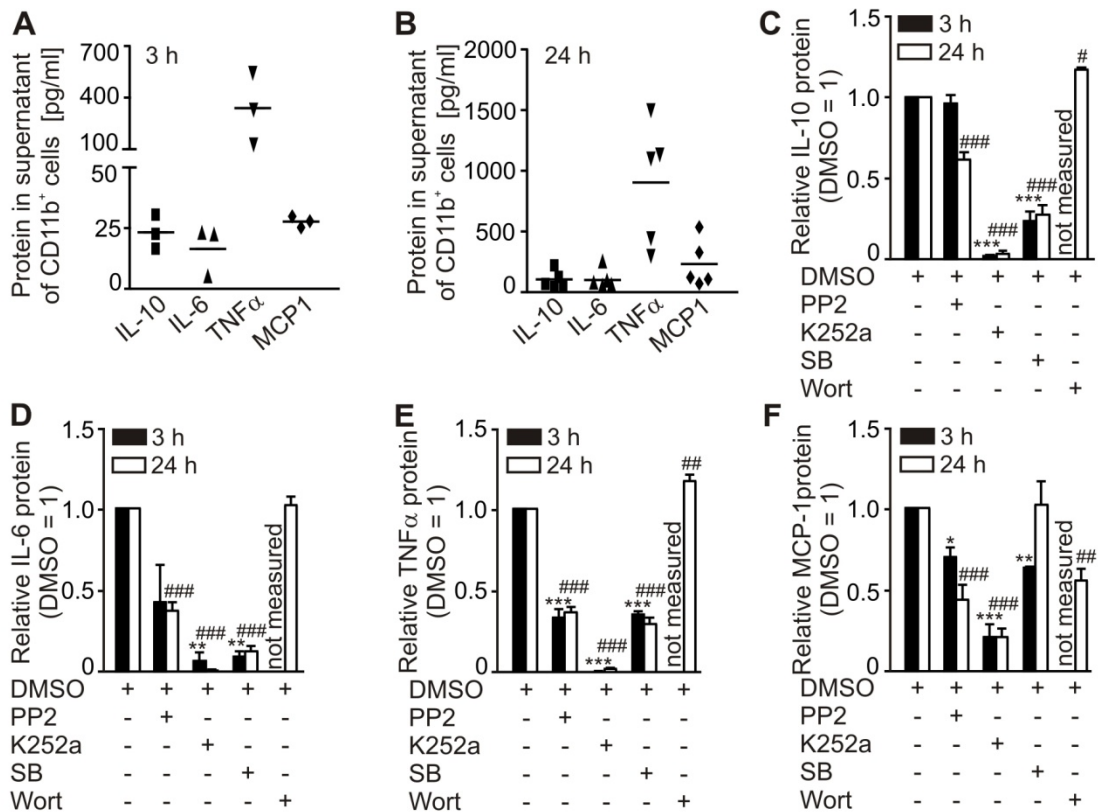 A
3 h
Protein in supernatant
of CD11b+ cells [pg/ml]
700
400
100
50
25
0
IL-10
IL-6
TNFα
MCP1
B
24 h
Protein in supernatant
of CD11b+ cells [pg/ml]
2000
1500
1000
500
0
IL-10
IL-6
TNFα
MCP1
C
3 h
24 h
Relative IL-10 protein
(DMSO = 1)
1.5
1.0
0.5
0
###
***
###
***
###
not measured
#
DMSO + + + + +
PP2 - + - - -
K252a - - + - -
SB - - - + -
Wort - - - - +
D
3 h
24 h
Relative IL-6 protein
(DMSO = 1)
1.5
1.0
0.5
0
###
**
###
**
###
not measured
DMSO + + + + +
PP2 - + - - -
K252a - - + - -
SB - - - + -
Wort - - - - +
E
3 h
24 h
Relative TNFα protein
(DMSO = 1)
1.5
1.0
0.5
0
***
###
***
###
***
###
not measured
##
DMSO + + + + +
PP2 - + - - -
K252a - - + - -
SB - - - + -
Wort - - - - +
F
3 h
24 h
Relative MCP-1protein
(DMSO = 1)
1.5
1.0
0.5
0
*
###
***
###
**
not measured
##
DMSO + + + + +
PP2 - + - - -
K252a - - + - -
SB - - - + -
Wort - - - - +